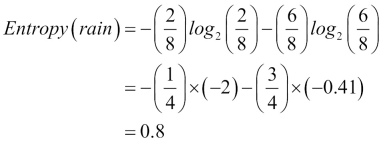 Entropy(rain) = −(2/8)log₂(2/8)−(6/8)log₂(6/8)
= −(1/4)×(−2)−(3/4)×(−0.41)
= 0.8